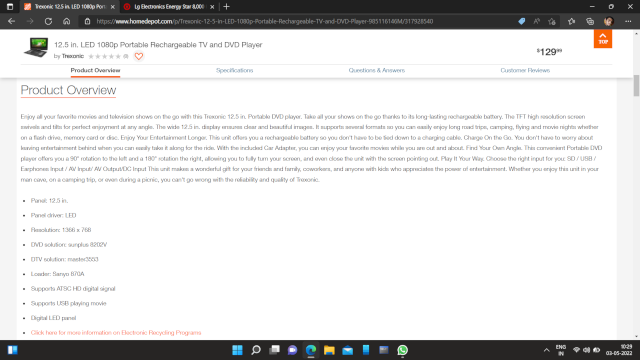 Trexonic 12.5 in. LED 1080p Port
Lg Electronics Energy Star 8,000
https://www.homedepot.com/p/Trexonic-12-5-in-LED-1080p-Portable-Rechargeable-TV-and-DVD-Player-985116146M/317928540
12.5 in. LED 1080p Portable Rechargeable TV and DVD Player
by Trexonic
$129.99
TOP
Product Overview
Specifications
Questions & Answers
Customer Reviews
Product Overview
Enjoy all your favorite movies and television shows on the go with this Trexonic 12.5 in. Portable DVD player. Take all your shows on the go thanks to its long-lasting rechargeable battery. The TFT high-resolution screen
swivels and tilts for perfect enjoyment at any angle. The wide 12.5 in. display ensures clear and beautiful images. It supports several formats so you can easily enjoy long road trips, camping, flying and movie nights whether
on a flash drive, memory card or disc. Enjoy Your Entertainment Longer. This unit offers you a rechargeable battery so you don't have to be tied down to a charging cable. Charge On the Go. You don't have to worry about
leaving entertainment behind when you can easily take it along for the ride. With the included Car Adapter, you can enjoy your favorite movies while you are out and about. Find Your Own Angle. This convenient Portable DVD
player offers you a 90° rotation to the left and a 180° rotation the right, allowing you to fully turn your screen, and even close the unit with the screen pointing out. Play It Your Way. Choose the right input for you: SD / USB /
Earphones Input / AV Input/ AV Output/DC Input This unit makes a wonderful gift for your friends and family, coworkers, and anyone with kids who appreciates the power of entertainment. Whether you enjoy this unit in your
man cave, on a camping trip, or even during a picnic, you can't go wrong with the reliability and quality of Trexonic.
Panel: 12.5 in.
Panel driver: LED
Resolution: 1366 x 768
DVD solution: sunplus 8202V
DTV solution: master3553
Loader: Sanyo 870A
Supports ATSC HD digital signal
Supports USB playing movie
Digital LED panel
Click here for more information on Electronic Recycling Programs
ENG
IN
10:29
03-05-2022